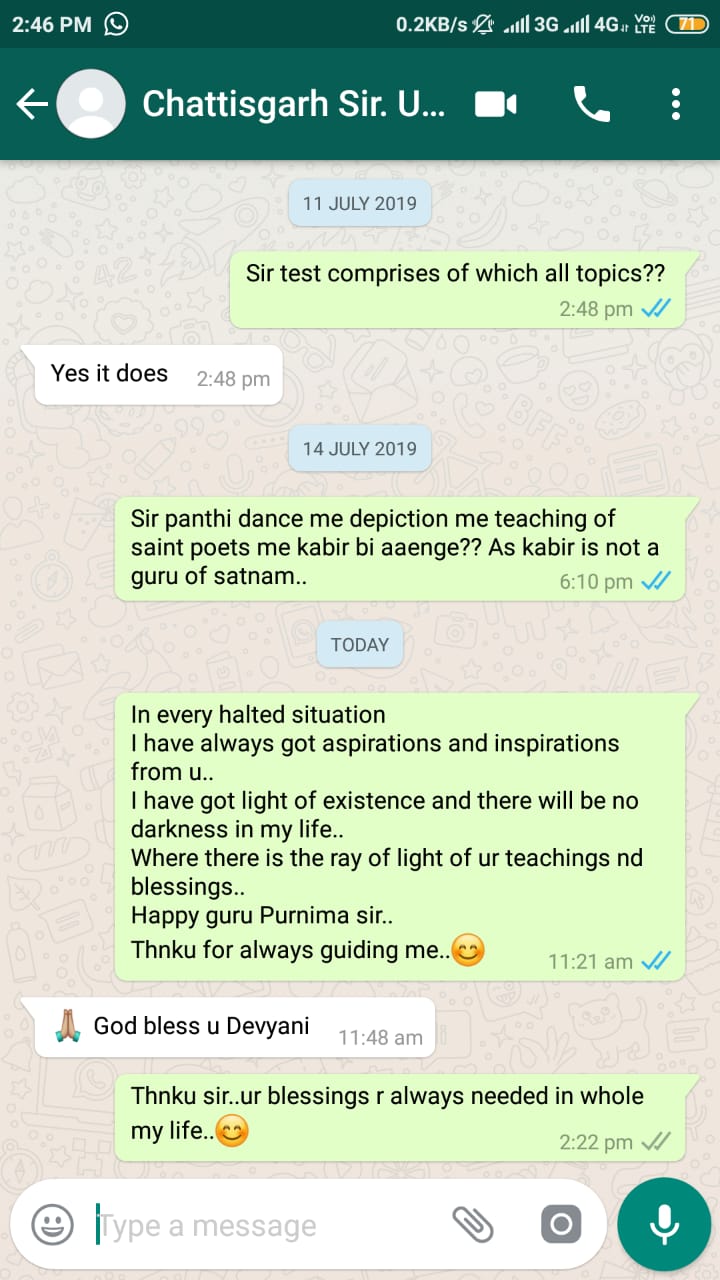 2:46 PM 0.2KB/s 3G 4G VoLTE 71
Chattisgarh Sir. U...
11 JULY 2019
Sir test comprises of which all topics??
2:48 pm
Yes it does 2:48 pm
14 JULY 2019
Sir panthi dance me depiction me teaching of
saint poets me kabir bi aaenge?? As kabir is not a
guru of satnam.. 6:10 pm
TODAY
In every halted situation
I have always got aspirations and inspirations
from u..
I have got light of existence and there will be no
darkness in my life..
Where there is the ray of light of ur teachings nd
blessings..
Happy guru Purnima sir..
Thnku for always guiding me..😊 11:21 am
🙏🏽 God bless u Devyani 11:48 am
Thnku sir..ur blessings r always needed in whole
my life..😊 2:22 pm
Type a message